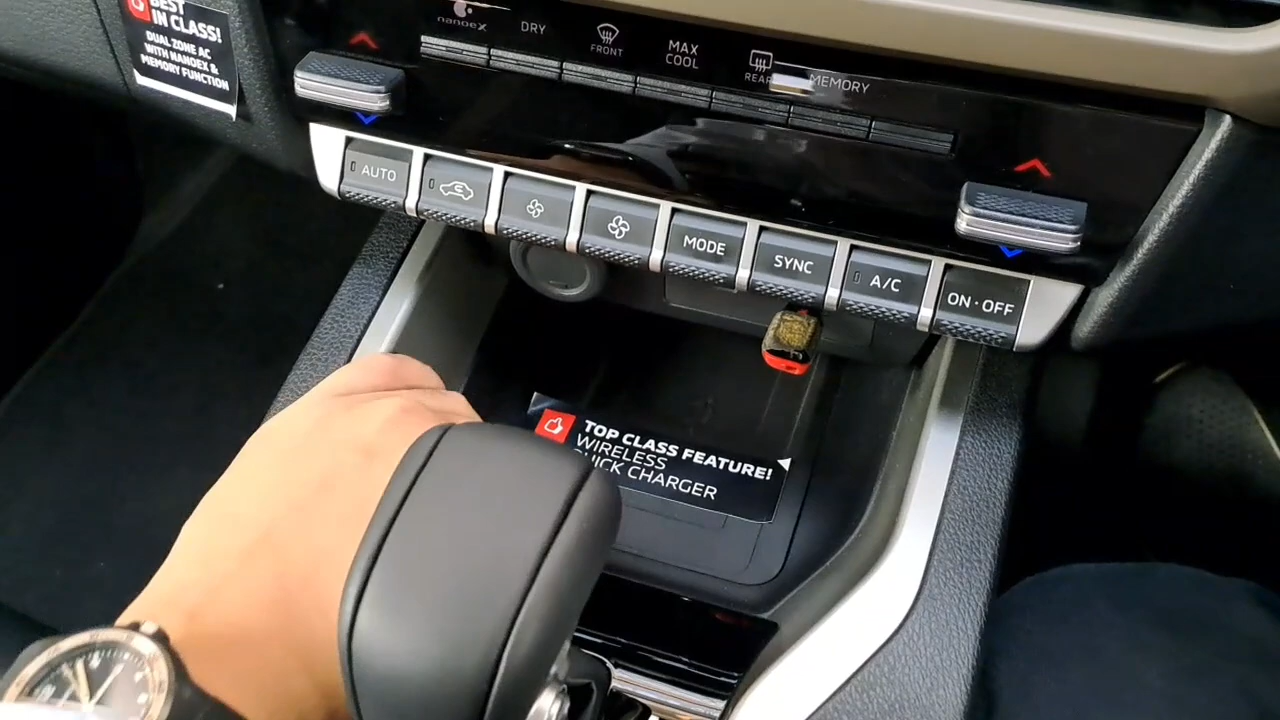 BEST
IN CLASS!
DUAL ZONE AC
WITH NANOEX &
MEMORY FUNCTION
nanoeX
DRY
FRONT
MAX
COOL
REAR
MEMORY
AUTO
MODE
SYNC
A/C
ON·OFF
TOP CLASS FEATURE!
WIRELESS
QUICK CHARGER